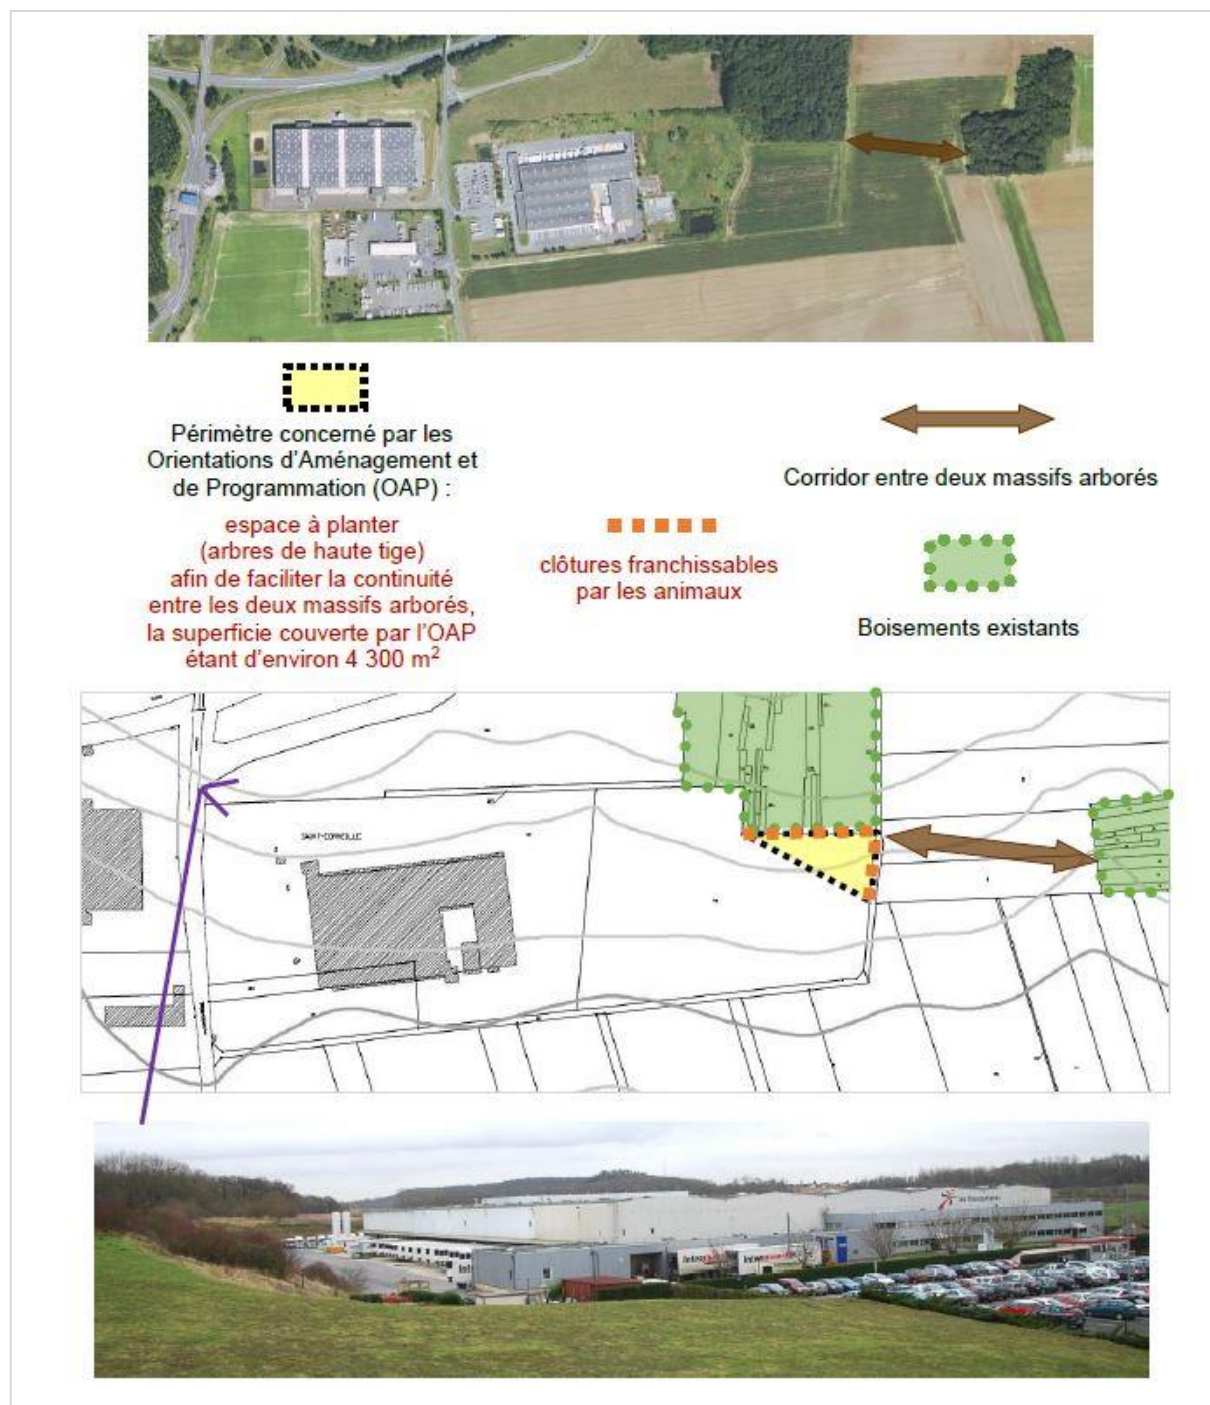 Périmètre concerné par les
Orientations d'Aménagement et
de Programmation (OAP) :
espace à planter
(arbres de haute tige)
afin de faciliter la continuité
entre les deux massifs arborés,
la superficie couverte par l'OAP
étant d'environ 4 300 m²
clôtures franchissables
par les animaux
Corridor entre deux massifs arborés
Boisements existants